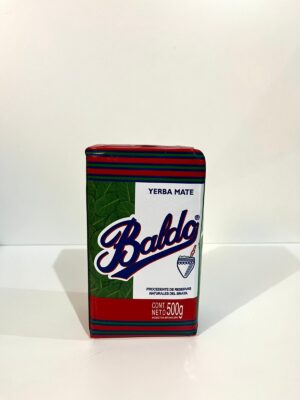 YERBA MATE
Baldo®
PROCEDENTE DE RESERVAS
NATURALES DEL BRASIL
CONT.
NETO 500g